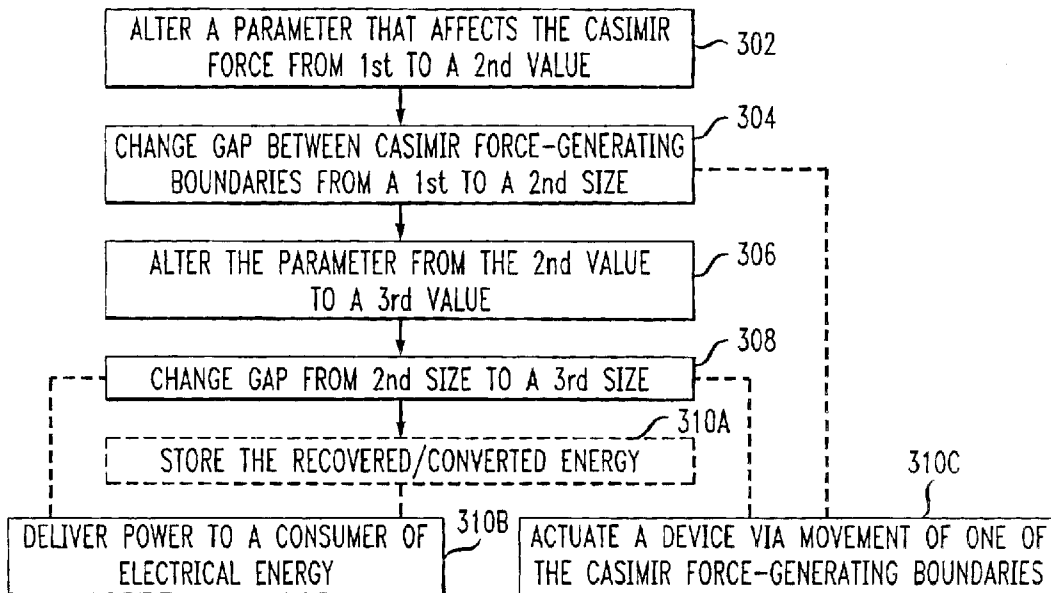 ALTER A PARAMETER THAT AFFECTS THE CASIMIR
FORCE FROM 1st TO A 2nd VALUE
302
304
CHANGE GAP BETWEEN CASIMIR FORCE-GENERATING
BOUNDARIES FROM A 1st TO A 2nd SIZE
ALTER THE PARAMETER FROM THE 2nd VALUE
TO A 3rd VALUE
306
308
CHANGE GAP FROM 2nd SIZE TO A 3rd SIZE
310A
STORE THE RECOVERED/CONVERTED ENERGY
310C
DELIVER POWER TO A CONSUMER OF
ELECTRICAL ENERGY
310B
ACTUATE A DEVICE VIA MOVEMENT OF ONE OF
THE CASIMIR FORCE-GENERATING BOUNDARIES